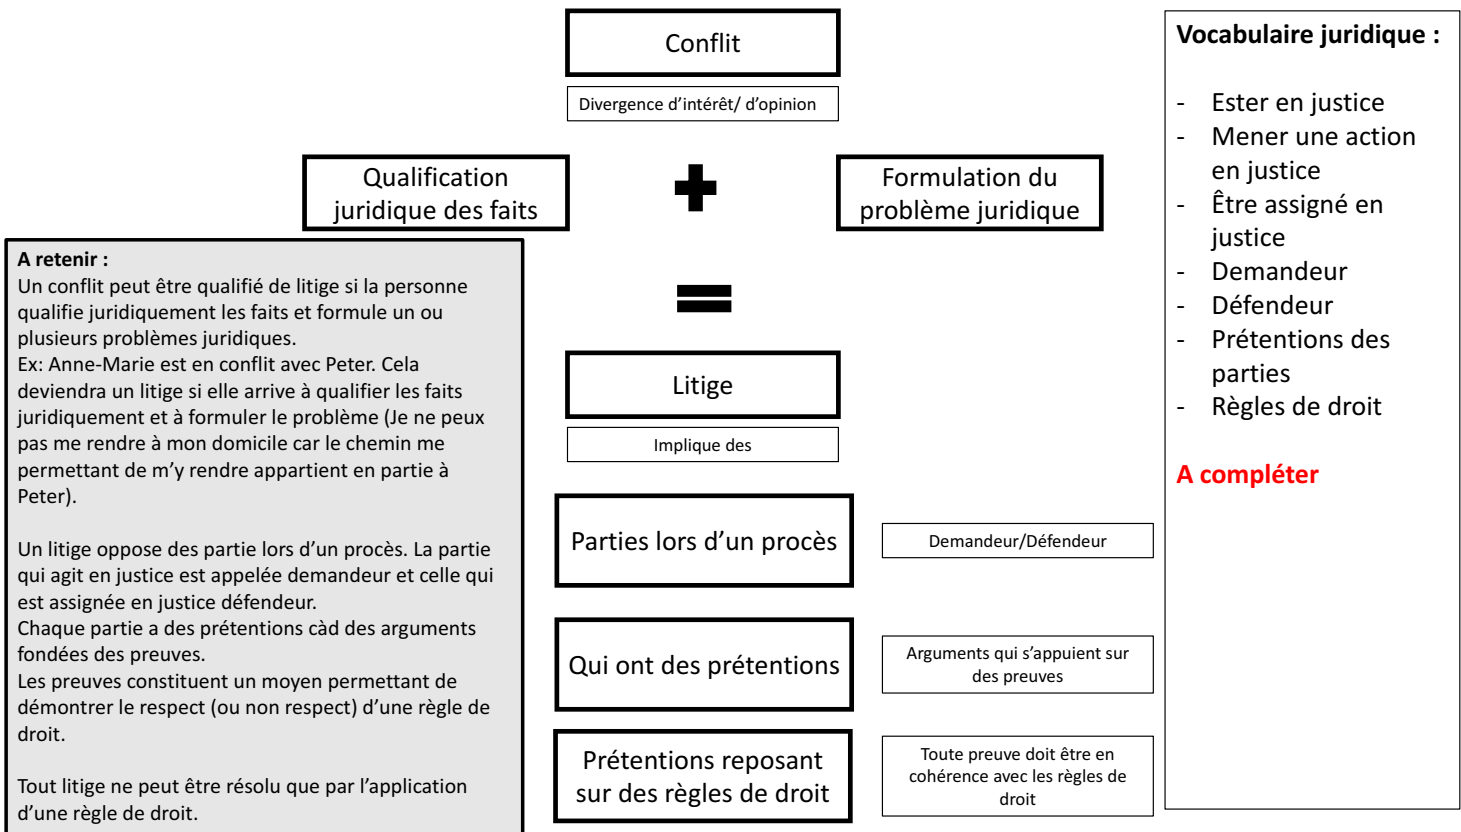 Conflit
Divergence d'intérêt/ d'opinion
Qualification
juridique des faits
Formulation du
problème juridique
A retenir :
Un conflit peut être qualifié de litige si la personne
qualifie juridiquement les faits et formule un ou
plusieurs problèmes juridiques.
Ex: Anne-Marie est en conflit avec Peter. Cela
deviendra un litige si elle arrive à qualifier les faits
juridiquement et à formuler le problème (Je ne peux
pas me rendre à mon domicile car le chemin me
permettant de m'y rendre appartient en partie à
Peter).
Un litige oppose des partie lors d'un procès. La partie
qui agit en justice est appelée demandeur et celle qui
est assignée en justice défendeur.
Chaque partie a des prétentions càd des arguments
fondées des preuves.
Les preuves constituent un moyen permettant de
démontrer le respect (ou non respect) d'une règle de
droit.
Tout litige ne peut être résolu que par l'application
d'une règle de droit.
Litige
Implique des
Parties lors d'un procès
Demandeur/Défendeur
Qui ont des prétentions
Arguments qui s'appuient sur
des preuves
Prétentions reposant
sur des règles de droit
Toute preuve doit être en
cohérence avec les règles de
droit
Vocabulaire juridique :
- Ester en justice
- Mener une action
en justice
- Être assigné en
justice
- Demandeur
- Défendeur
- Prétentions des
parties
- Règles de droit
A compléter